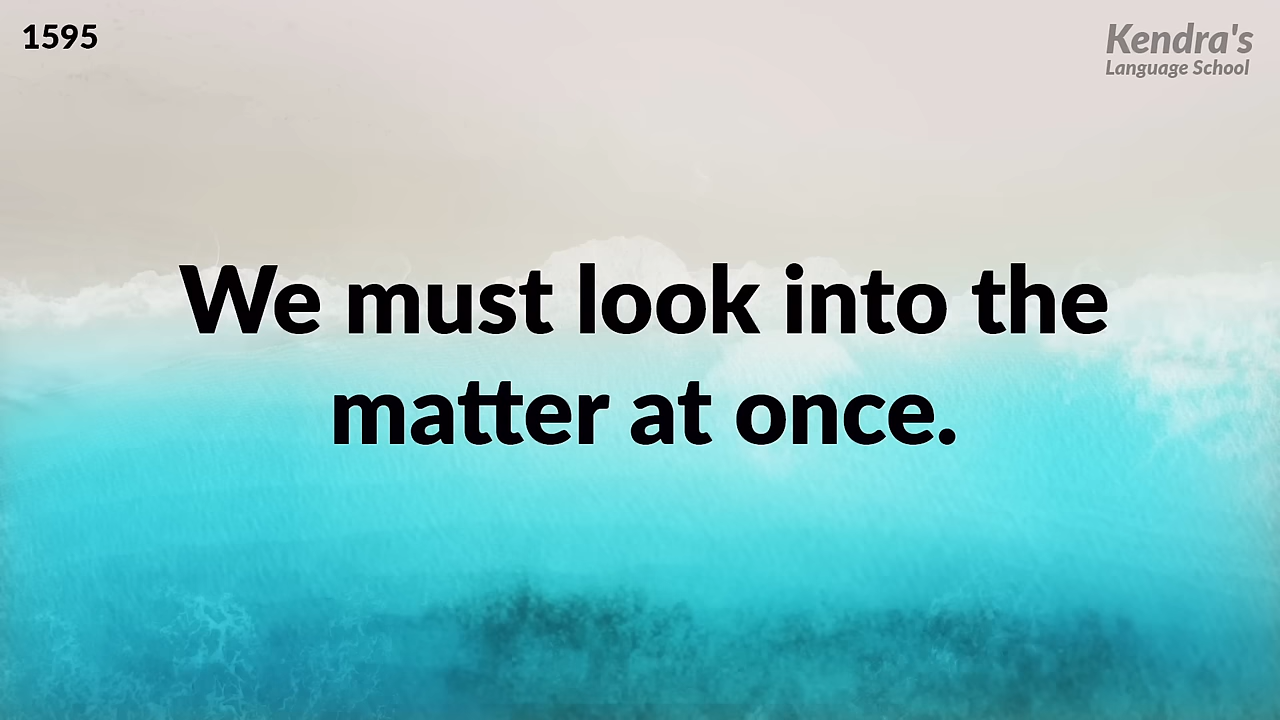 1595
Kendra's
Language School
We must look into the
matter at once.